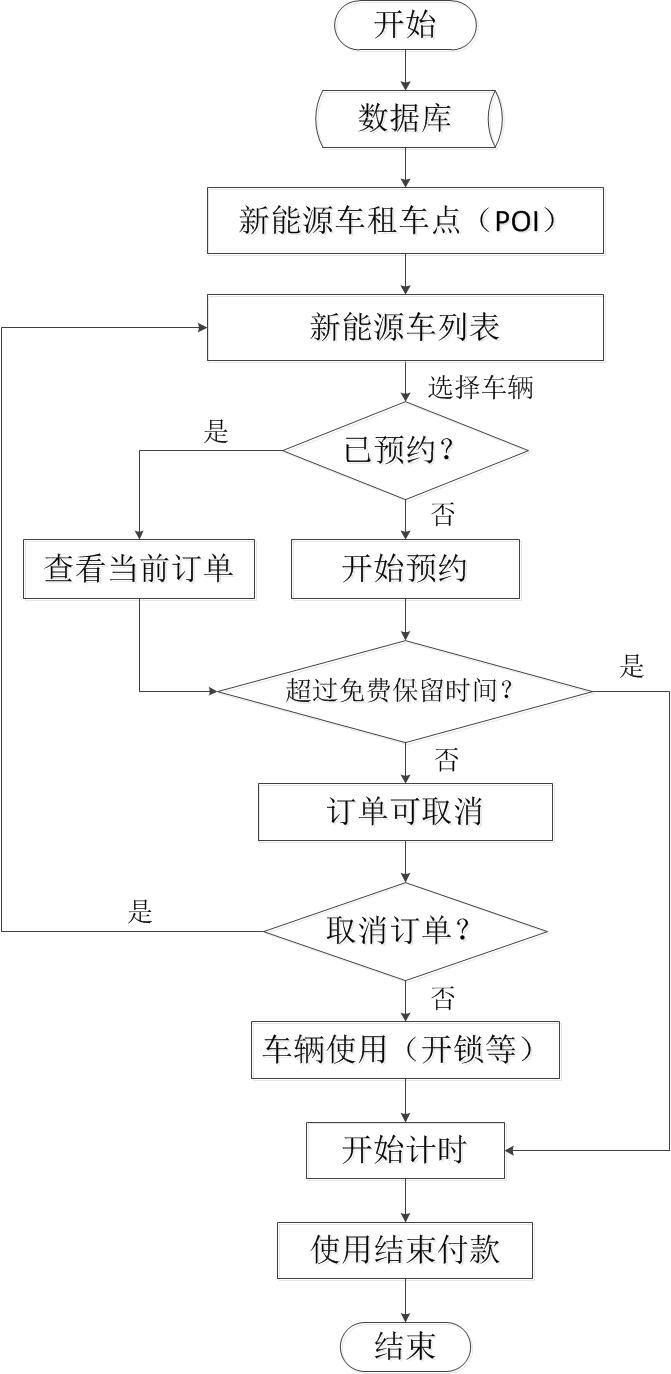 开始
数据库
新能源车租车点（POI）
新能源车列表
选择车辆
是
已预约？
否
查看当前订单
开始预约
是
超过免费保留时间？
否
订单可取消
是
取消订单？
否
车辆使用（开锁等）
开始计时
使用结束付款
结束